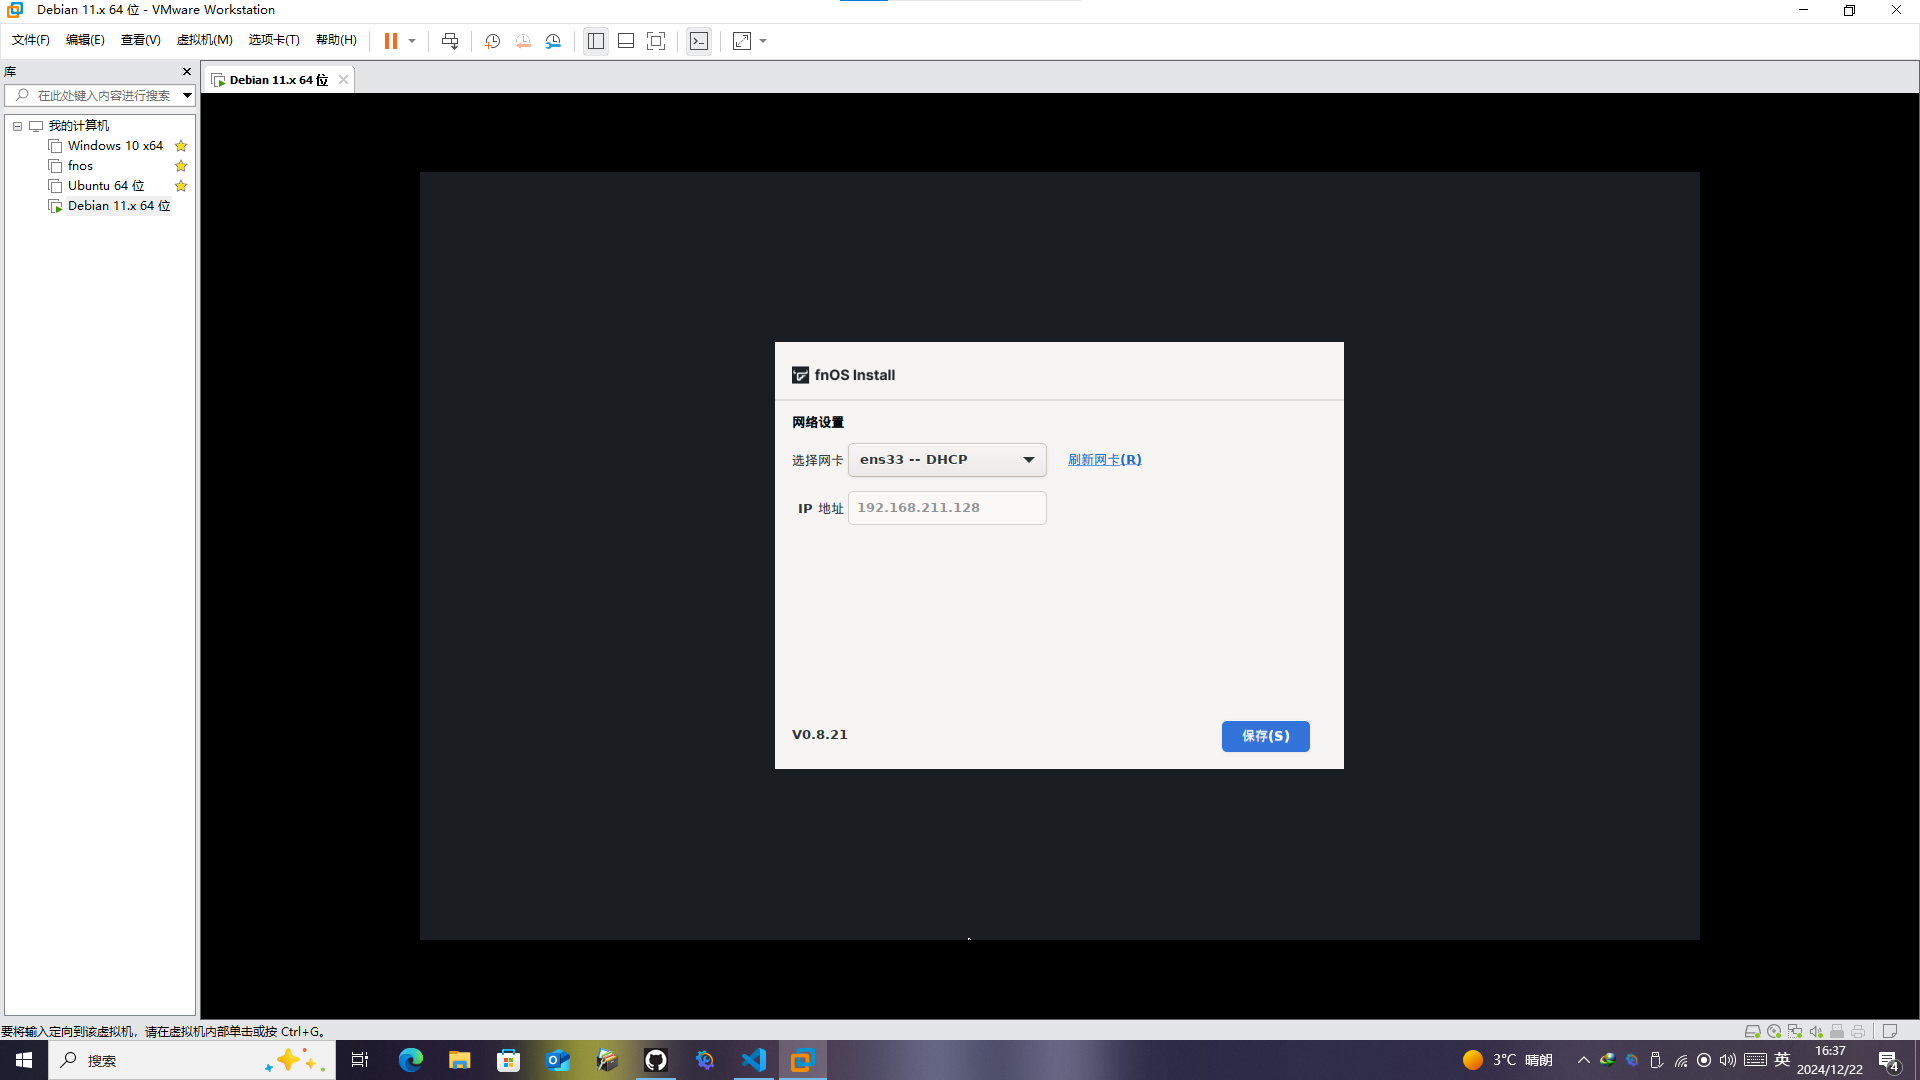 Debian 11.x 64 位 - VMware Workstation
文件(F) 编辑(E) 查看(V) 虚拟机(M) 选项卡(T) 帮助(H)
库
Debian 11.x 64 位
在此处键入内容进行搜索
我的计算机
Windows 10 x64
fnos
Ubuntu 64 位
Debian 11.x 64 位
fnOS Install
网络设置
选择网卡 ens33 -- DHCP 刷新网卡(R)
IP 地址 192.168.211.128
V0.8.21 保存(S)
要将输入定向到该虚拟机，请在虚拟机内部单击或按 Ctrl+G。
搜索
3°C 晴朗
英
16:37
2024/12/22
4